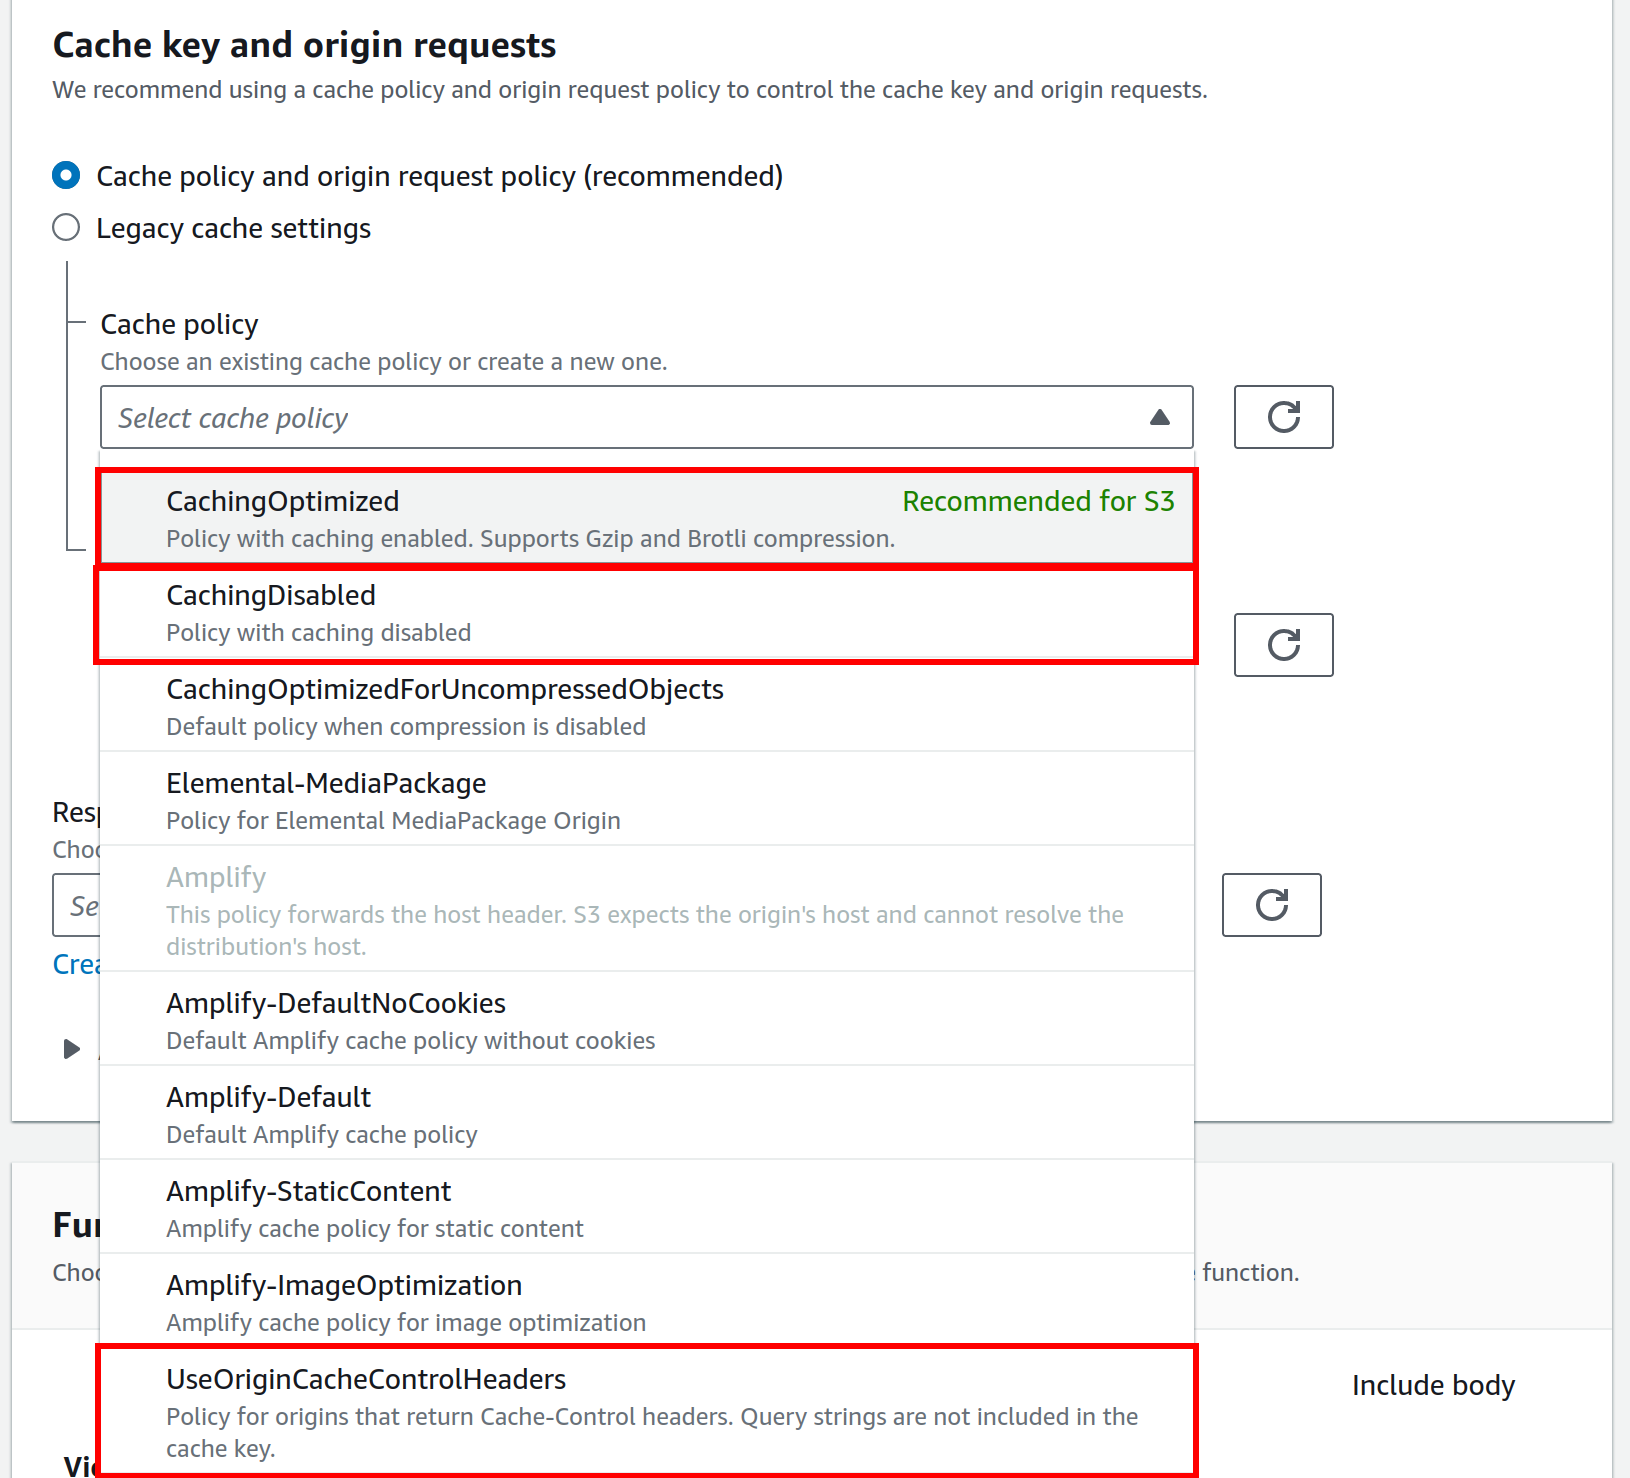 Cache key and origin requests
We recommend using a cache policy and origin request policy to control the cache key and origin requests.
Cache policy and origin request policy (recommended)
Legacy cache settings
Cache policy
Choose an existing cache policy or create a new one.
Select cache policy
CachingOptimized Recommended for S3
Policy with caching enabled. Supports Gzip and Brotli compression.
CachingDisabled
Policy with caching disabled
CachingOptimizedForUncompressedObjects
Default policy when compression is disabled
Elemental-MediaPackage
Policy for Elemental MediaPackage Origin
Amplify
This policy forwards the host header. S3 expects the origin's host and cannot resolve the
distribution's host.
Amplify-DefaultNoCookies
Default Amplify cache policy without cookies
Amplify-Default
Default Amplify cache policy
Amplify-StaticContent
Amplify cache policy for static content
Amplify-ImageOptimization
Amplify cache policy for image optimization
function.
UseOriginCacheControlHeaders
Policy for origins that return Cache-Control headers. Query strings are not included in the
cache key.
Include body